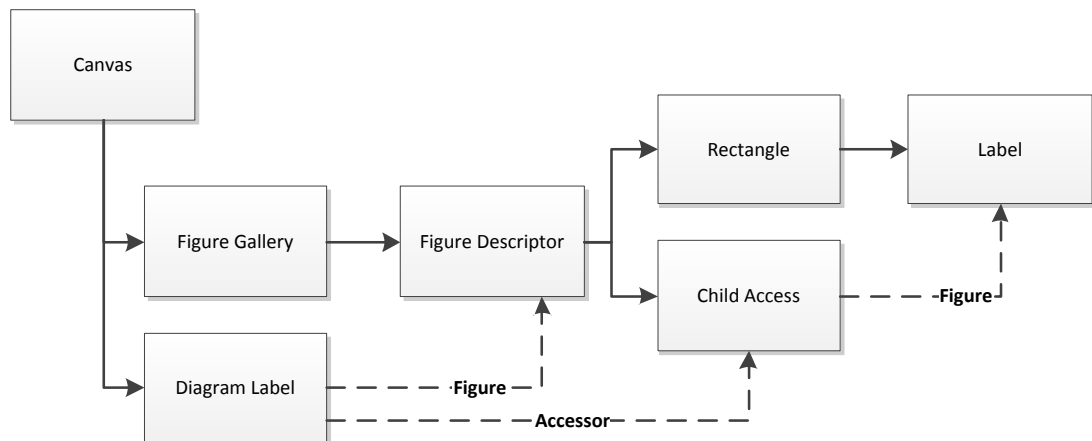 Canvas
Rectangle
Label
Figure Gallery
Figure Descriptor
Child Access
Figure
Diagram Label
Figure
Accessor